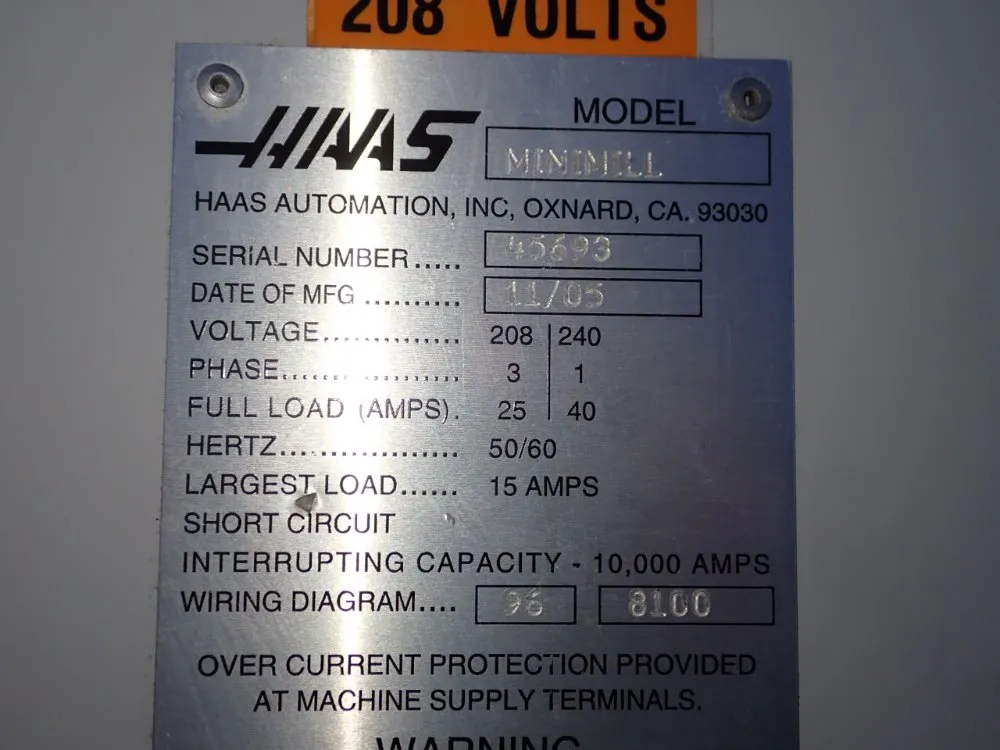 208 VOLTS
HAAS
MODEL
MINIMILL
HAAS AUTOMATION, INC, OXNARD, CA. 93030
SERIAL NUMBER ..... 45693
DATE OF MFG .......... 11/05
VOLTAGE.............. 208 | 240
PHASE................... 3 | 1
FULL LOAD (AMPS). 25 | 40
HERTZ.................. 50/60
LARGEST LOAD...... 15 AMPS
SHORT CIRCUIT
INTERRUPTING CAPACITY - 10,000 AMPS
WIRING DIAGRAM.... 96 8100
OVER CURRENT PROTECTION PROVIDED
AT MACHINE SUPPLY TERMINALS.
WARNING